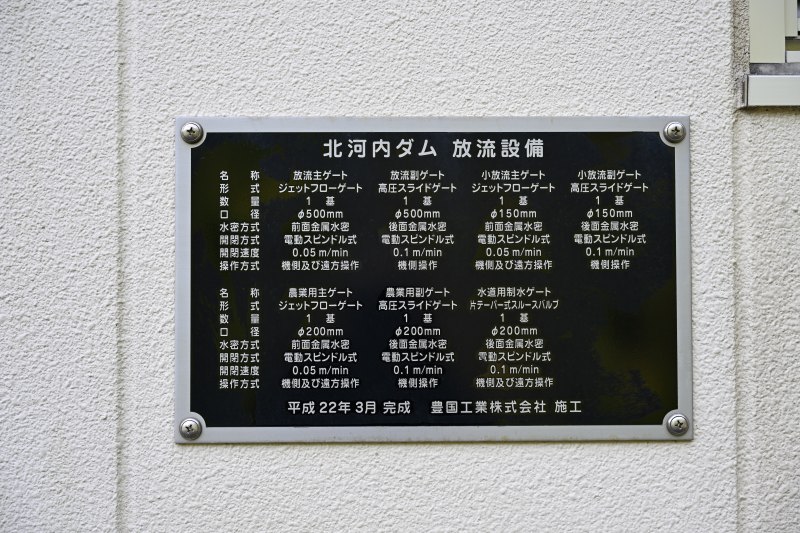 北河内ダム 放流設備
名 称 放流主ゲート 放流副ゲート 小放流主ゲート 小放流副ゲート
形 式 ジェットフローゲート 高圧スライドゲート ジェットフローゲート 高圧スライドゲート
数 量 1 基 1 基 1 基 1 基
口 径 φ500mm φ500mm φ150mm φ150mm
水密方式 前面金属水密 後面金属水密 前面金属水密 後面金属水密
開閉方式 電動スピンドル式 電動スピンドル式 電動スピンドル式 電動スピンドル式
開閉速度 0.05 m/min 0.1 m/min 0.05 m/min 0.1 m/min
操作方式 機側及び遠方操作 機側操作 機側及び遠方操作 機側操作
名 称 農業用主ゲート 農業用副ゲート 水道用制水ゲート
形 式 ジェットフローゲート 高圧スライドゲート 片テーパー式スルースバルブ
数 量 1 基 1 基 1 基
口 径 φ200mm φ200mm φ200mm
水密方式 前面金属水密 後面金属水密 後面金属水密
開閉方式 電動スピンドル式 電動スピンドル式 電動スピンドル式
開閉速度 0.05 m/min 0.1 m/min 0.1 m/min
操作方式 機側及び遠方操作 機側操作 機側及び遠方操作
平成22年3月 完成 豊国工業株式会社 施工